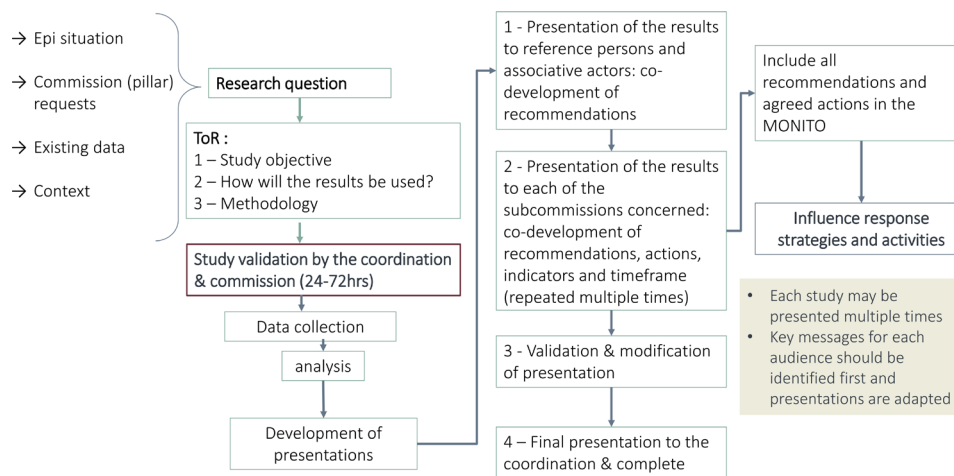 → Epi situation
→ Commission (pillar)
requests
→ Existing data
→ Context
Research question
ToR :
1 – Study objective
2 – How will the results be used?
3 – Methodology
Study validation by the coordination
& commission (24-72hrs)
Data collection
analysis
Development of
presentations
1 - Presentation of the results
to reference persons and
associative actors: co-
development of
recommendations
2 - Presentation of the results
to each of the
subcommissions concerned:
co-development of
recommendations, actions,
indicators and timeframe
(repeated multiple times)
3 - Validation & modification
of presentation
4 – Final presentation to the
coordination & complete
Include all
recommendations and
agreed actions in the
MONITO
Influence response
strategies and activities
• Each study may be
presented multiple times
• Key messages for each
audience should be
identified first and
presentations are adapted